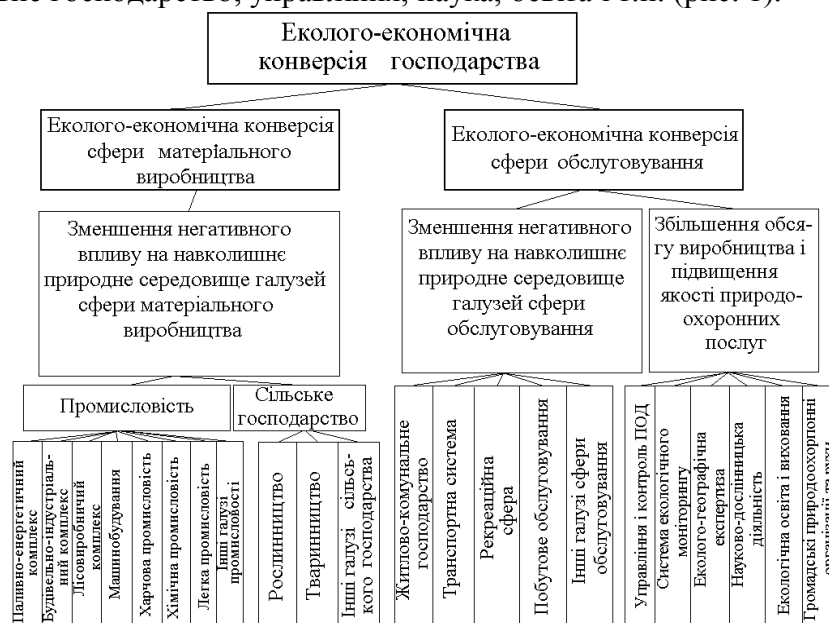 господарство, управління, наука, освіта і т.п. (рис. 1).
Еколого-економічна
конверсія господарства
Еколого-економічна конверсія
сфери матеріального
виробництва
Еколого-економічна конверсія
сфери обслуговування
Зменшення негативного
впливу на навколишнє
природне середовище галузей
сфери матеріального
виробництва
Зменшення негативного
впливу на навколишнє
природне середовище
галузей сфери
обслуговування
Збільшення обся-
гу виробництва і
підвищення
якості природо-
охоронних
послуг
Промисловість
Сільське
господарство
Паливно-енергетичний
комплекс
Будівельно-індустріаль-
ний комплекс
Лісовиробничий
комплекс
Машинобудування
Харчова промисловість
Хімічна промисловість
Легка промисловість
Інші галузі
промисловості
Рослинництво
Тваринництво
Інші галузі сільсь-
кого господарства
Житлово-комунальне
господарство
Транспортна система
Рекреаційна
сфера
Побутове обслуговування
Інші галузі сфери
обслуговування
Управління і контроль ПОД
Система екологічного
моніторингу
Еколого-географічна
експертиза
Науково-дослінницька
діяльність
Екологічна освіта і виховання
Громадські природоохорпонні